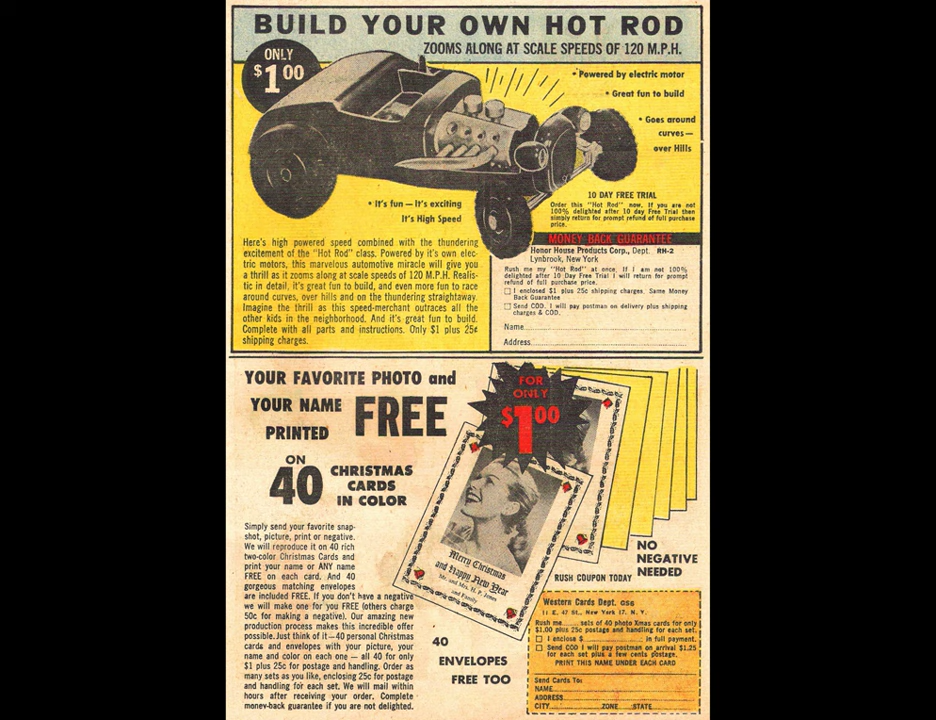 BUILD YOUR OWN HOT ROD
ZOOMS ALONG AT SCALE SPEEDS OF 120 M.P.H.
ONLY
$1.00
• Powered by electric motor
• Great fun to build
• Goes around
curves—
over Hills
• It's fun — It's exciting
It's High Speed
Here's high powered speed combined with the thundering
excitement of the "Hot Rod" class. Powered by it's own elec-
tric motors, this marvelous automotive miracle will give you
a thrill as it zooms along at scale speeds of 120 M.P.H. Realis-
tic in detail, it's great fun to build, and even more fun to race
around curves, over hills and on the thundering straightaway.
Imagine the thrill as this speed-merchant outraces all the
other kids in the neighborhood. And it's great fun to build.
Complete with all parts and instructions. Only $1 plus 25¢
shipping charges.
10 DAY FREE TRIAL
Order this "Hot Rod" now. If you are not
100% delighted after 10 day Free Trial then
simply return for prompt refund of full purchase
price.
MONEY BACK GUARANTEE
Honor House Products Corp., Dept. RH-2
Lynbrook, New York
Rush me my "Hot Rod" at once. If I am not 100%
delighted after 10 Day Free Trial I will return for prompt
refund of full purchase price.
I enclosed $1 plus 25c shipping charges. Same Money
Back Guarantee
Send COD. I will pay postman on delivery plus shipping
charges & COD.
Name
Address
YOUR FAVORITE PHOTO and
YOUR NAME
PRINTED
FREE
ON
40
CHRISTMAS
CARDS
IN COLOR
FOR
ONLY
$1.00
Simply send your favorite snap-
shot, picture, print or negative.
We will reproduce it on 40 rich
two-color Christmas Cards and
print your name or ANY name
FREE on each card. And 40
gorgeous matching envelopes
are included FREE. If you don't have a negative
we will make one for you FREE (others charge
50c for making a negative). Our amazing new
production process makes this incredible offer
possible. Just think of it—40 personal Christmas
cards and envelopes with your picture, your
name and color on each one — all 40 for only
$1 plus 25c for postage and handling. Order as
many sets as you like, enclosing 25c for postage
and handling for each set. We will mail within
hours after receiving your order. Complete
money-back guarantee if you are not delighted.
Merry Christmas
and Happy New Year
Mr. and Mrs. H. P. Jones
and Family
40
ENVELOPES
FREE TOO
NO
NEGATIVE
NEEDED
RUSH COUPON TODAY
Western Cards Dept. GS6
11 E. 47 St., New York 17, N. Y.
Rush me...... sets of 40 photo Xmas cards for only
$1.00 plus 25c postage and handling for each set.
I enclose $................ in full payment.
Send COD I will pay postman on arrival $1.25
for each set plus a few cents postage.
PRINT THIS NAME UNDER EACH CARD
Send Cards To:
NAME
ADDRESS
CITY ZONE STATE